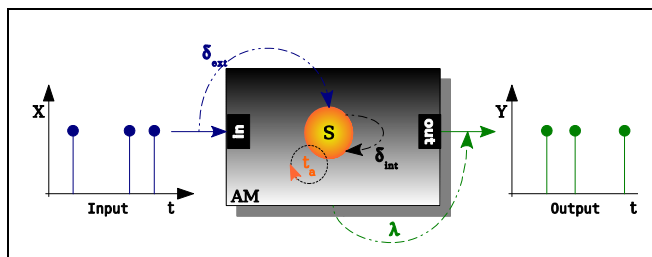 δext
X
Y
in
S
out
δint
ta
AM
Input
t
λ
Output
t